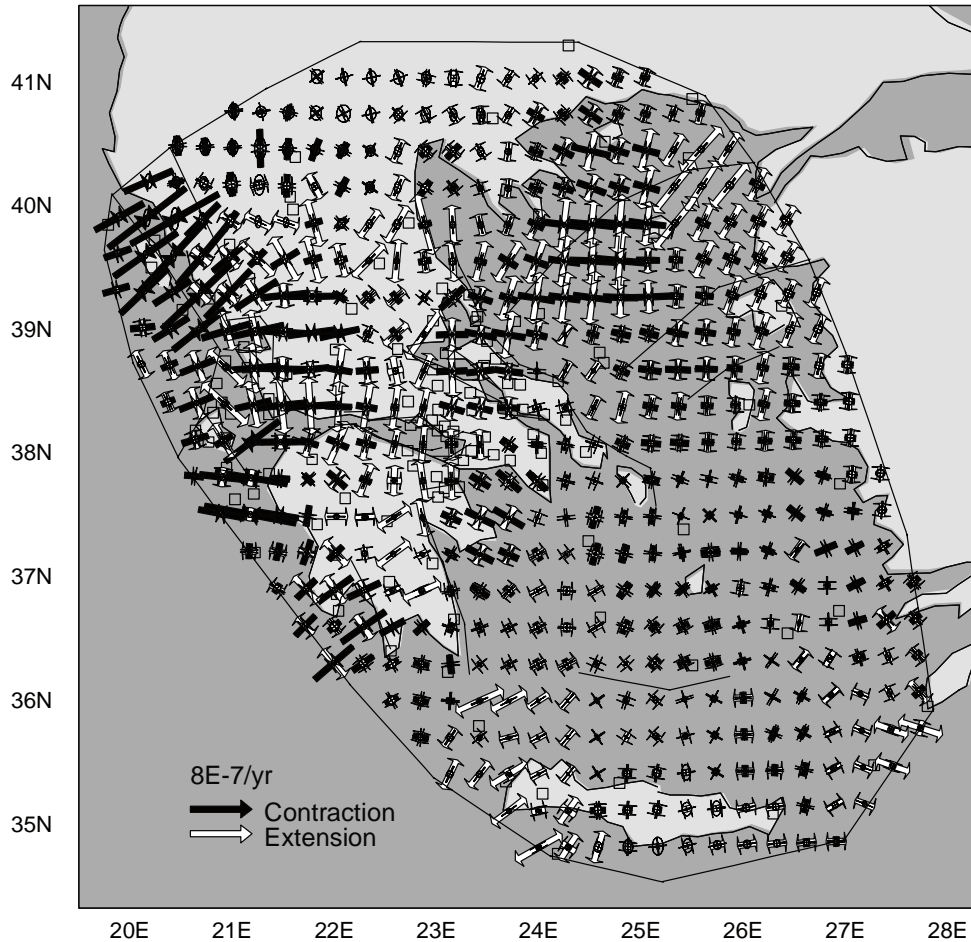 41N
40N
39N
38N
37N
36N
8E-7/yr
Contraction
Extension
35N
20E 21E 22E 23E 24E 25E 26E 27E 28E